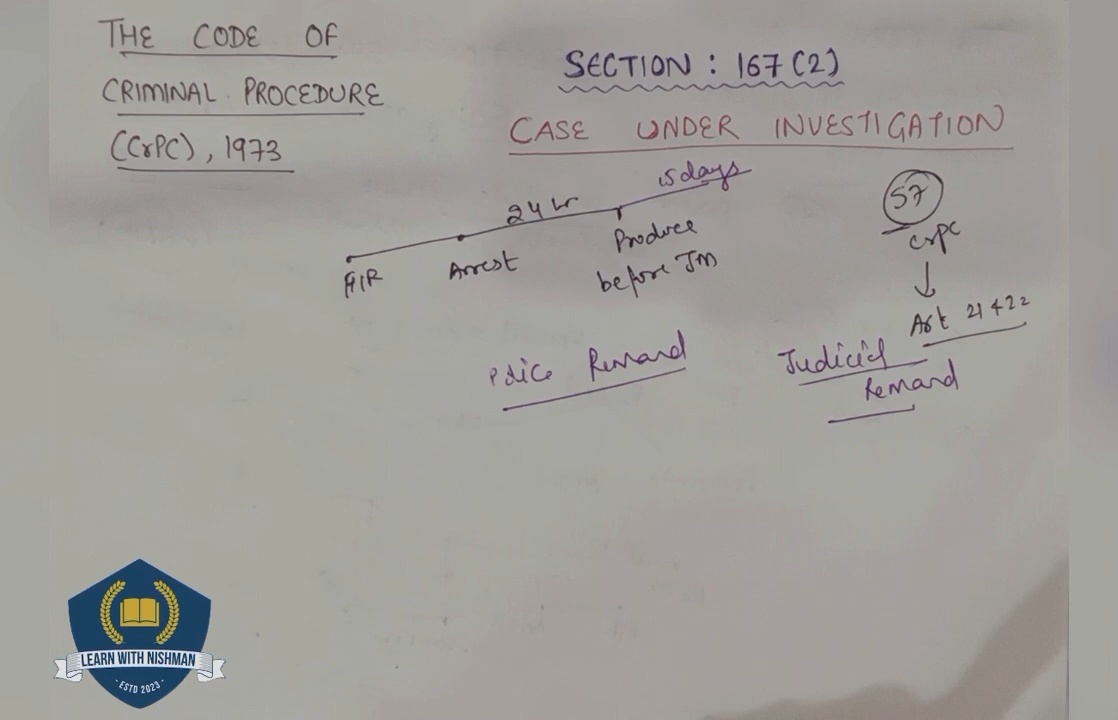 THE CODE OF
CRIMINAL PROCEDURE
(CrPC), 1973
SECTION : 167(2)
CASE UNDER INVESTIGATION
15 days
24 hr
FIR
Arrest
Produce
before JM
57
CrPC
Art 21 & 22
Police Remand
Judicial
Remand
LEARN WITH NISHMAN
· ESTD 2023 ·